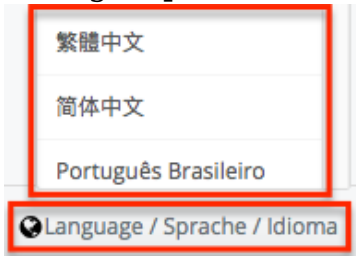 繁體中文
简体中文
Português Brasileiro
Language / Sprache / Idioma